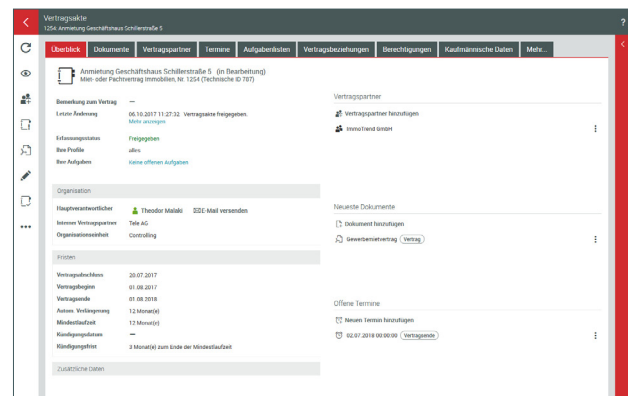 Vertragsakte
1254: Anmietung Geschäftshaus Schillerstraße 5
?
Überblick Dokumente Vertragspartner Termine Aufgabenlisten Vertragsbeziehungen Berechtigungen Kaufmännische Daten Mehr...
Anmietung Geschäftshaus Schillerstraße 5 (in Bearbeitung)
Miet- oder Pachtvertrag Immobilien, Nr. 1254 (Technische ID 787)
Bemerkung zum Vertrag —
Letzte Änderung 06.10.2017 11:27:32 Vertragsakte freigegeben.
Mehr anzeigen
Erfassungsstatus Freigegeben
Ihre Profile alles
Ihre Aufgaben Keine offenen Aufgaben
Organisation
Hauptverantwortlicher Theodor Malaki E-Mail versenden
Interner Vertragspartner Tele AG
Organisationseinheit Controlling
Fristen
Vertragsabschluss 20.07.2017
Vertragsbeginn 01.08.2017
Vertragsende 01.08.2018
Autom. Verlängerung 12 Monat(e)
Mindestlaufzeit 12 Monat(e)
Kündigungsdatum —
Kündigungsfrist 3 Monat(e) zum Ende der Mindestlaufzeit
Zusätzliche Daten
Vertragspartner
Vertragspartner hinzufügen
ImmoTrend GmbH
Neueste Dokumente
Dokument hinzufügen
Gewerbemietvertrag Vertrag
Offene Termine
Neuen Termin hinzufügen
02.07.2018 00:00:00 Vertragsende